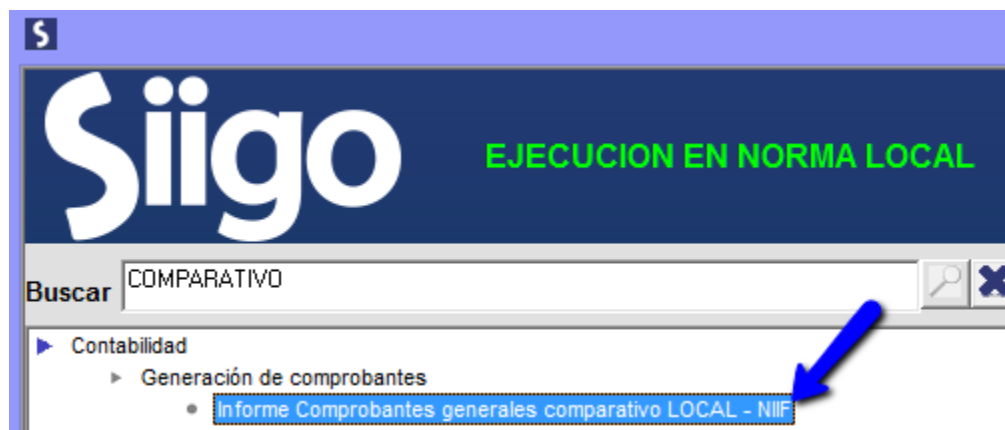 S
Siigo
EJECUCION EN NORMA LOCAL
Buscar COMPARATIVO
Contabilidad
Generación de comprobantes
Informe Comprobantes generales comparativo LOCAL - NIIF